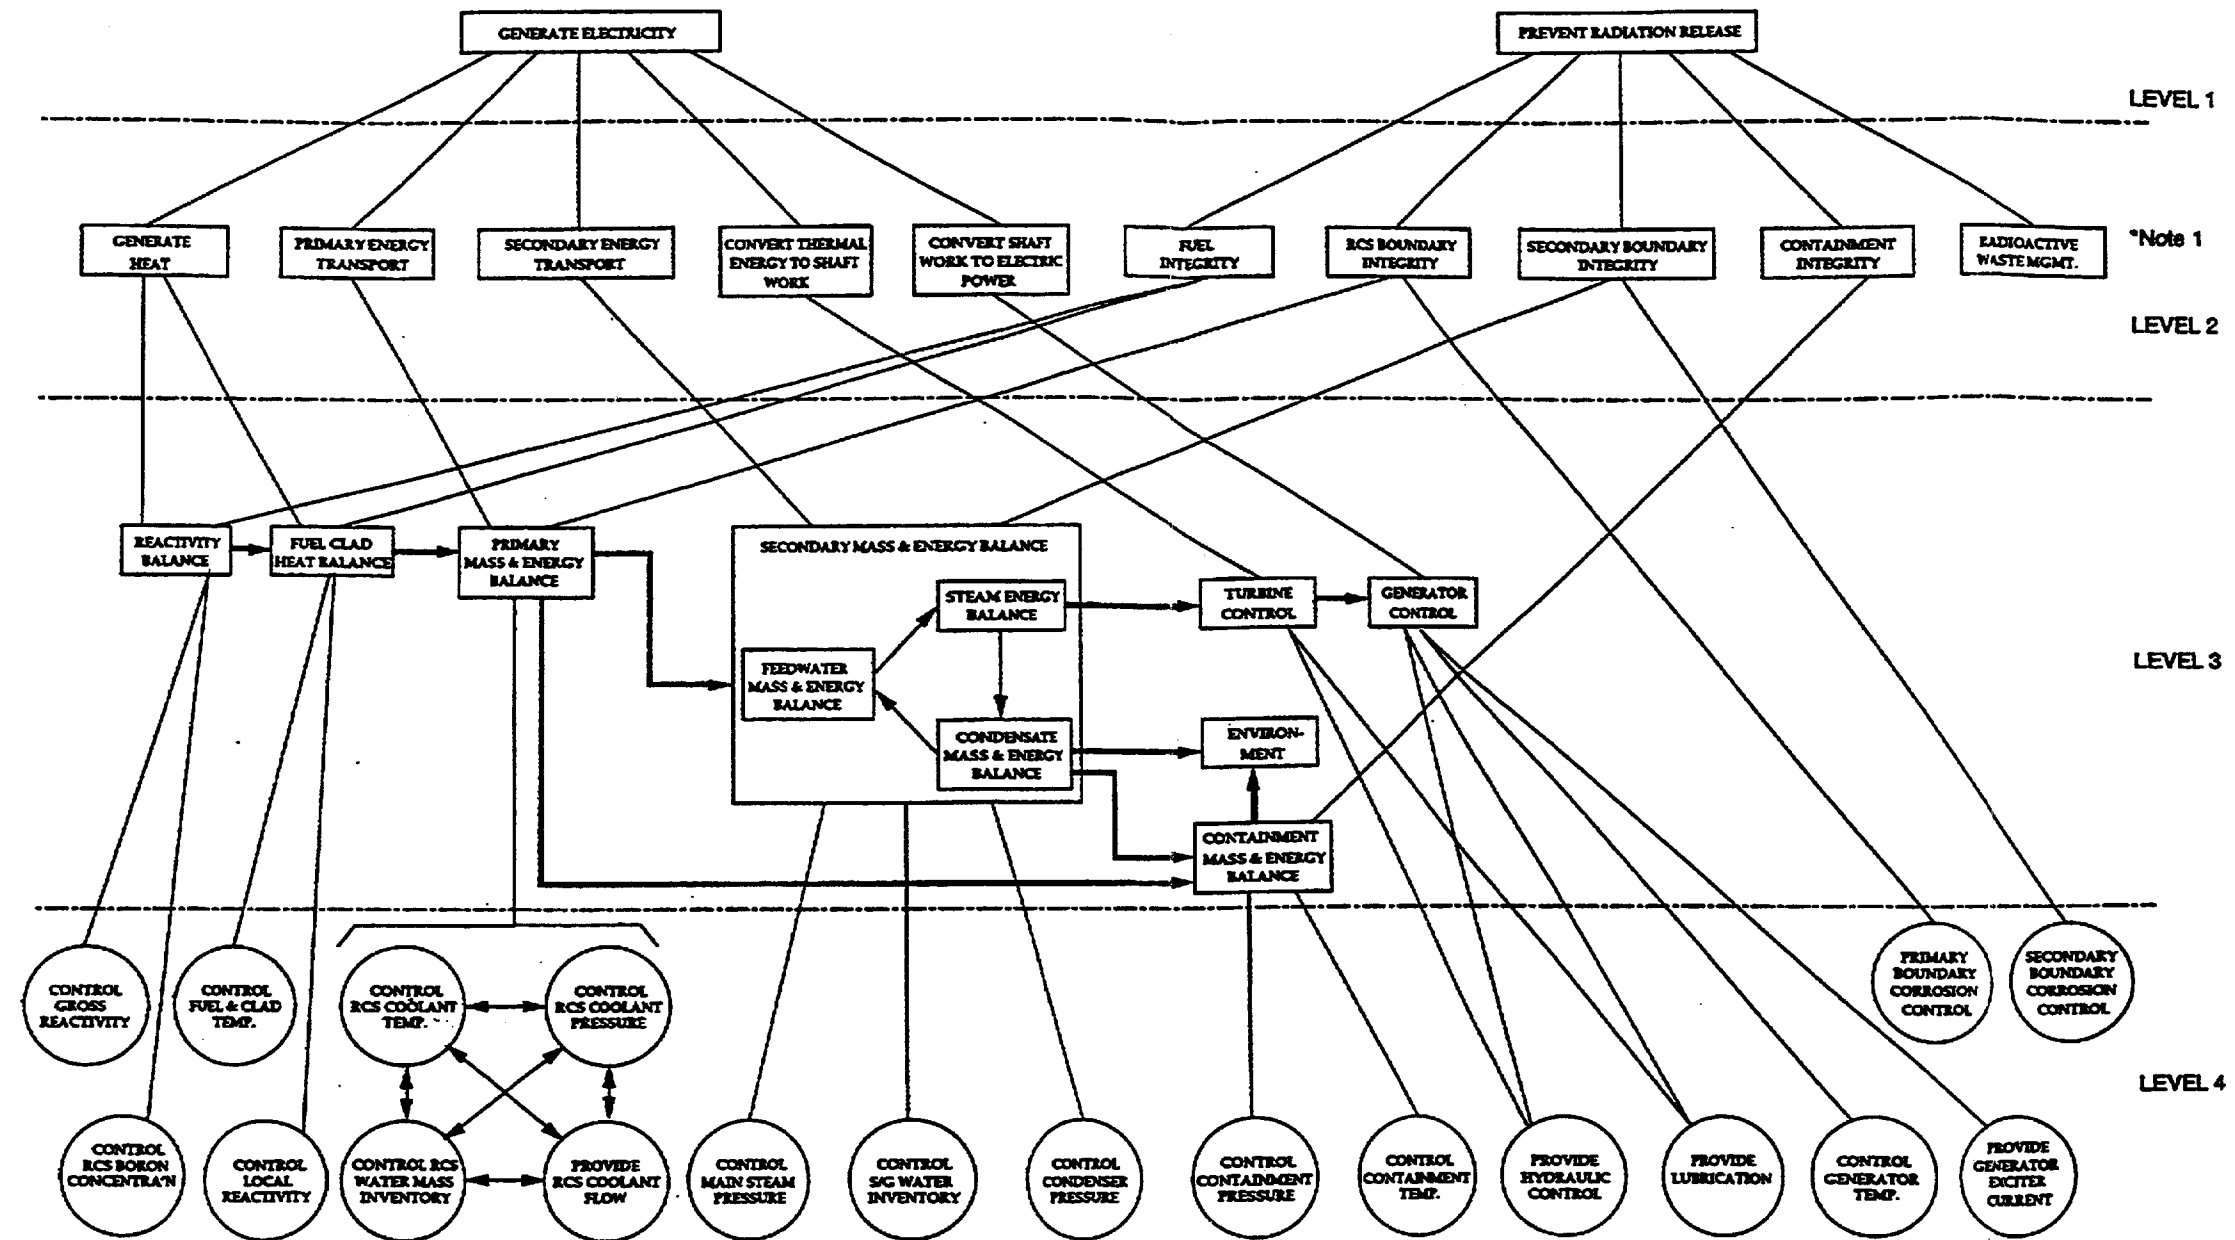 GENERATE ELECTRICITY
PREVENT RADIATION RELEASE
LEVEL 1
GENERATE
HEAT
PRIMARY ENERGY
TRANSPORT
SECONDARY ENERGY
TRANSPORT
CONVERT THERMAL
ENERGY TO SHAFT
WORK
CONVERT SHAFT
WORK TO ELECTRIC
POWER
FUEL
INTEGRITY
RCS BOUNDARY
INTEGRITY
SECONDARY BOUNDARY
INTEGRITY
CONTAINMENT
INTEGRITY
RADIOACTIVE
WASTE MGMT.
*Note 1
LEVEL 2
REACTIVITY
BALANCE
FUEL CLAD
HEAT BALANCE
PRIMARY
MASS & ENERGY
BALANCE
SECONDARY MASS & ENERGY BALANCE
STEAM ENERGY
BALANCE
FEEDWATER
MASS & ENERGY
BALANCE
CONDENSATE
MASS & ENERGY
BALANCE
TURBINE
CONTROL
GENERATOR
CONTROL
ENVIRON-
MENT
CONTAINMENT
MASS & ENERGY
BALANCE
LEVEL 3
CONTROL
GROSS
REACTIVITY
CONTROL
FUEL & CLAD
TEMP.
CONTROL
RCS COOLANT
TEMP.
CONTROL
RCS COOLANT
PRESSURE
PRIMARY
BOUNDARY
CORROSION
CONTROL
SECONDARY
BOUNDARY
CORROSION
CONTROL
LEVEL 4
CONTROL
RCS BORON
CONCENTRA'N
CONTROL
LOCAL
REACTIVITY
CONTROL RCS
WATER MASS
INVENTORY
PROVIDE
RCS COOLANT
FLOW
CONTROL
MAIN STEAM
PRESSURE
CONTROL
S/G WATER
INVENTORY
CONTROL
CONDENSER
PRESSURE
CONTROL
CONTAINMENT
PRESSURE
CONTROL
CONTAINMENT
TEMP.
PROVIDE
HYDRAULIC
CONTROL
PROVIDE
LUBRICATION
CONTROL
GENERATOR
TEMP.
PROVIDE
GENERATOR
EXCITER
CURRENT